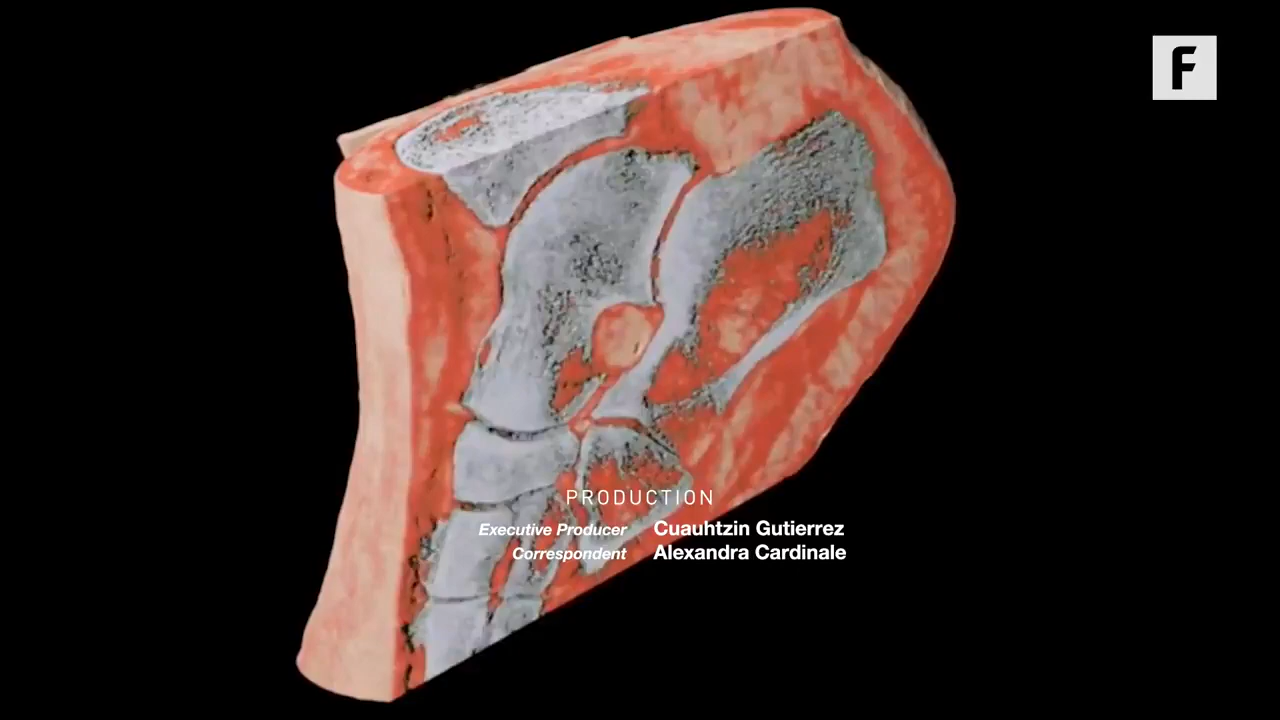 F
PRODUCTION
Executive Producer Cuauhtzin Gutierrez
Correspondent Alexandra Cardinale